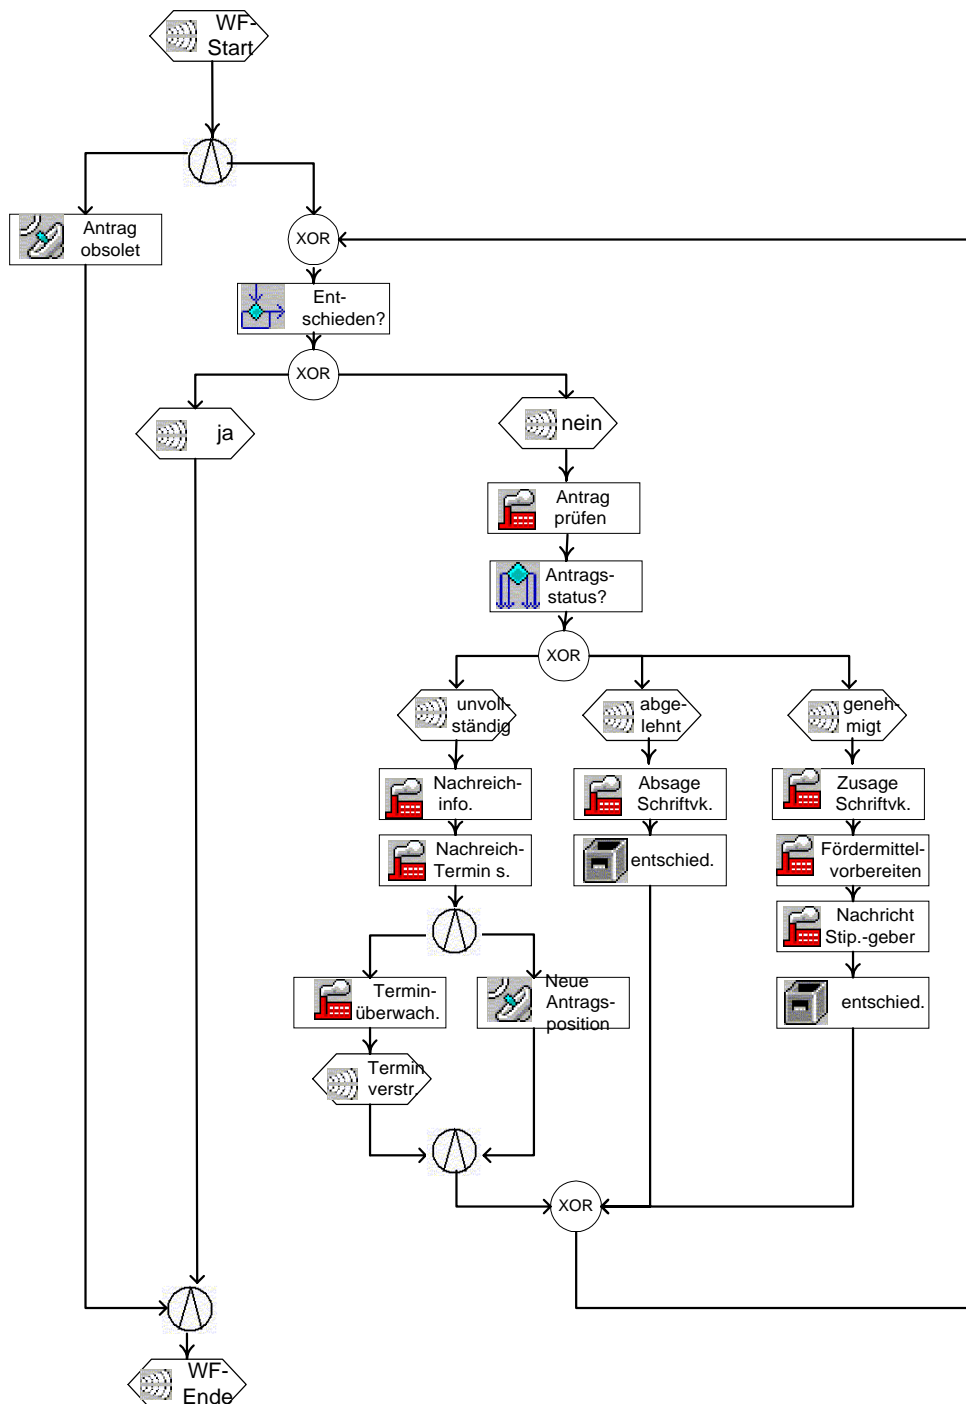 WF-
Start
Antrag
obsolet
XOR
Ent-
schieden?
XOR
ja
nein
Antrag
prüfen
Antrags-
status?
XOR
unvoll-
ständig
abge-
lehnt
geneh-
migt
Nachreich-
info.
Absage
Schriftvk.
Zusage
Schriftvk.
Nachreich-
Termin s.
entschied.
Fördermittel-
vorbereiten
Nachricht
Stip.-geber
Termin-
überwach.
Neue
Antrags-
position
entschied.
Termin
verstr.
XOR
WF-
Ende